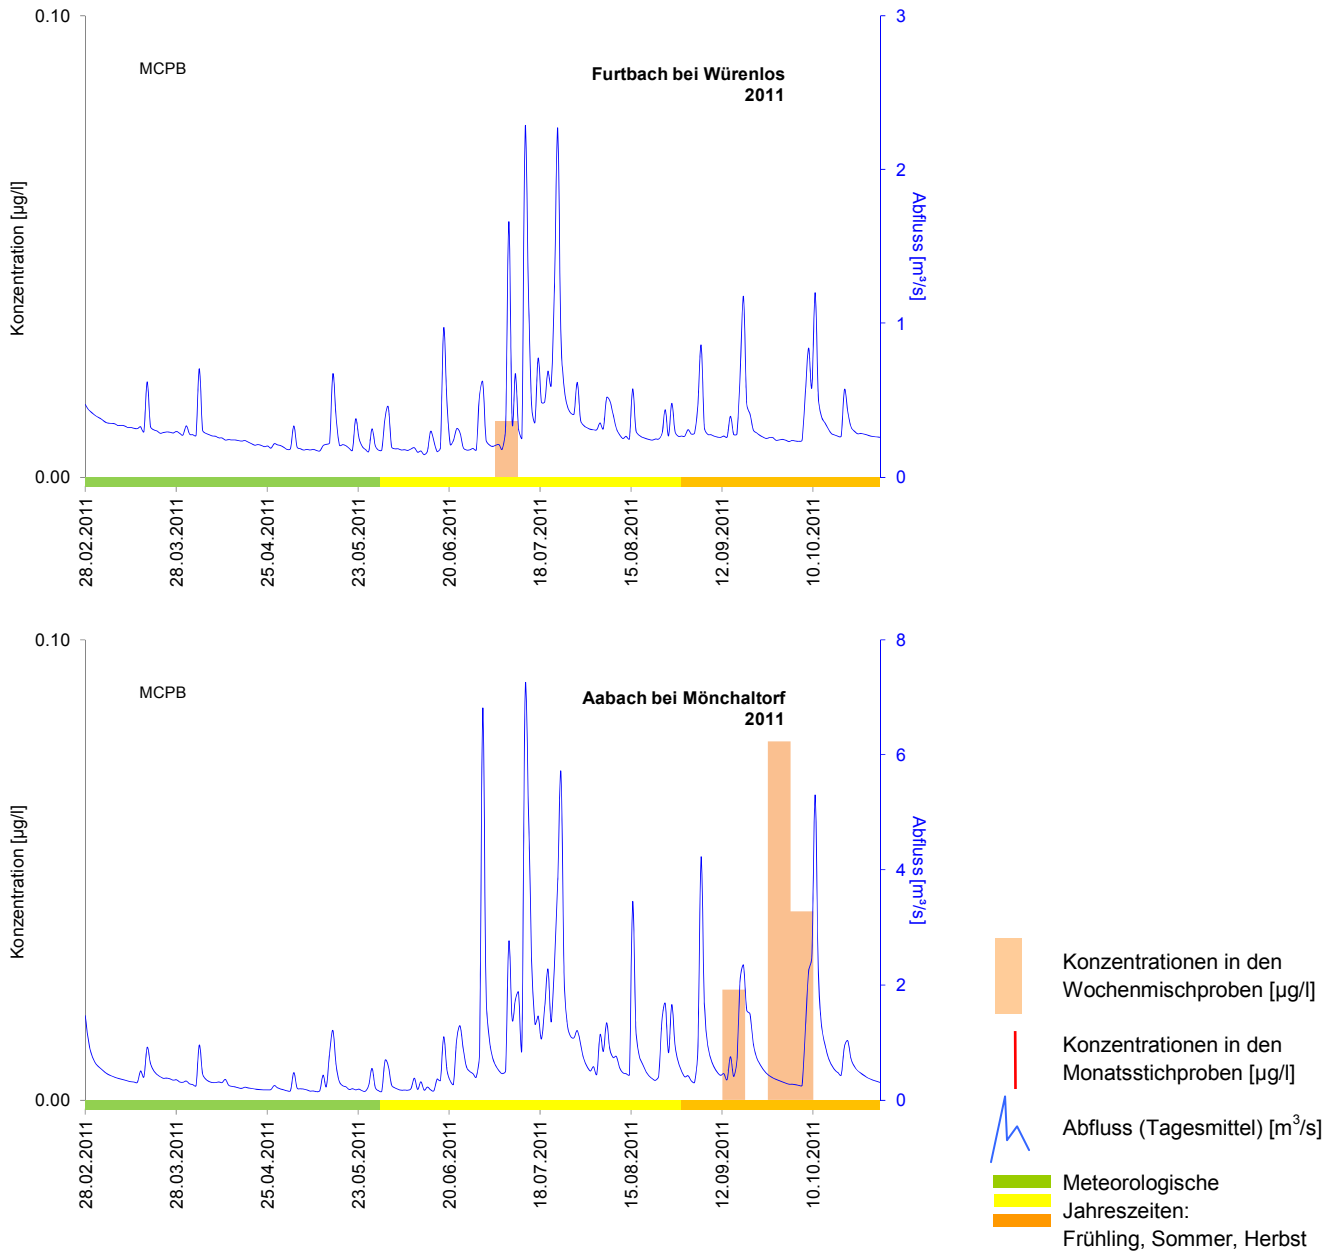 0.10
3
MCPB
Furtbach bei Würenlos
2011
2
Konzentration [µg/l]
Abfluss [m³/s]
1
0.00
0
28.02.2011
28.03.2011
25.04.2011
23.05.2011
20.06.2011
18.07.2011
15.08.2011
12.09.2011
10.10.2011
0.10
8
MCPB
Aabach bei Mönchaltorf
2011
6
Konzentration [µg/l]
Abfluss [m³/s]
4
2
0.00
0
28.02.2011
28.03.2011
25.04.2011
23.05.2011
20.06.2011
18.07.2011
15.08.2011
12.09.2011
10.10.2011
Konzentrationen in den
Wochenmischproben [µg/l]
Konzentrationen in den
Monatsstichproben [µg/l]
Abfluss (Tagesmittel) [m³/s]
Meteorologische
Jahreszeiten:
Frühling, Sommer, Herbst